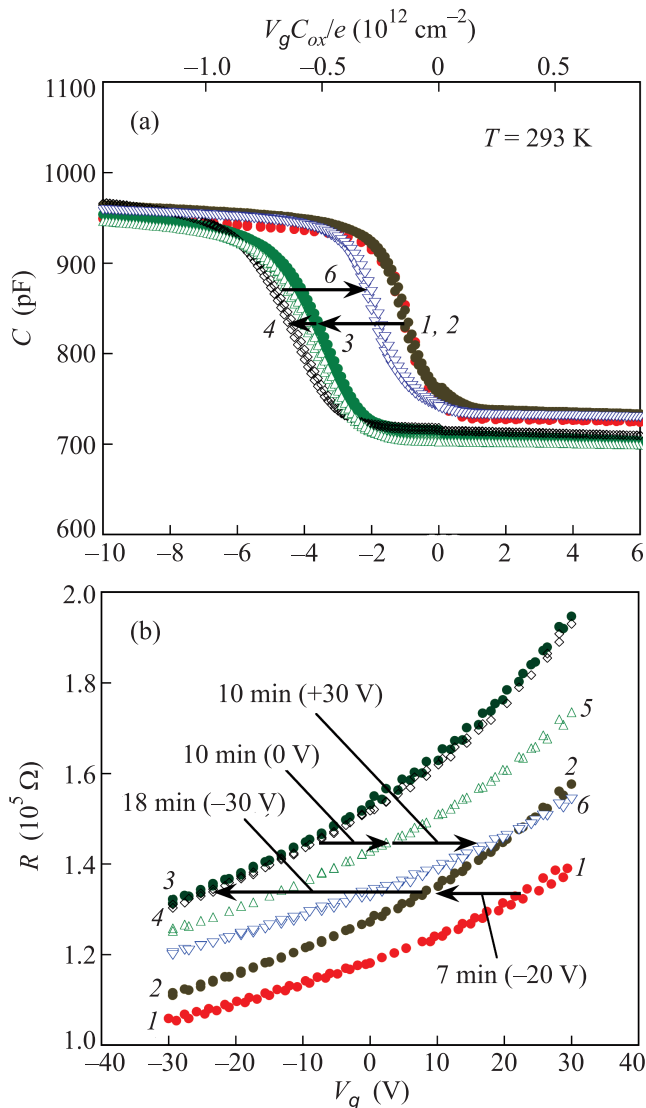 V_gC_ox/e (10^12 cm^−2)
−1.0 −0.5 0 0.5
1100
(a)
T = 293 K
1000
900
6
C (pF)
4 3 1, 2
800
700
600
−10 −8 −6 −4 −2 0 2 4 6
2.0
(b)
10 min (+30 V)
1.8
5
10 min (0 V)
2
18 min (−30 V)
6
1.6
R (10^5 Ω)
1.4
3
1
4
1.2
2
7 min (−20 V)
1
1.0
−40 −30 −20 −10 0 10 20 30 40
V_g (V)